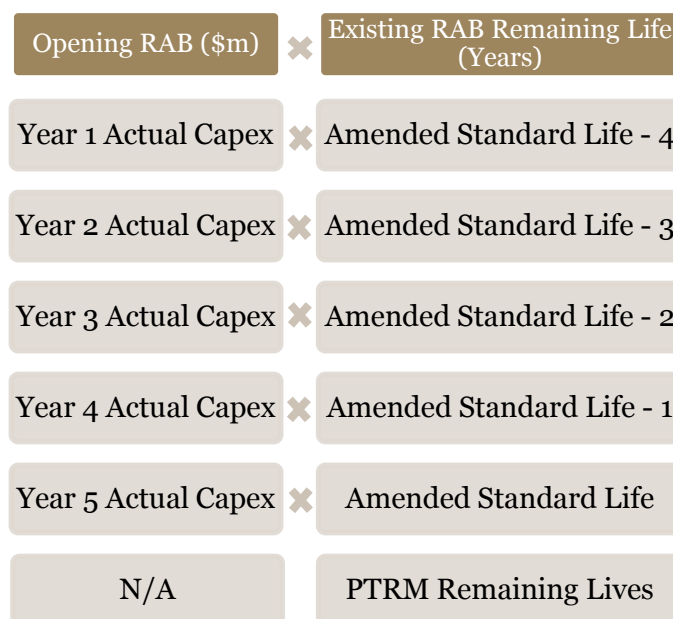 Opening RAB ($m) ✖ Existing RAB Remaining Life
(Years)
Year 1 Actual Capex ✖ Amended Standard Life - 4
Year 2 Actual Capex ✖ Amended Standard Life - 3
Year 3 Actual Capex ✖ Amended Standard Life - 2
Year 4 Actual Capex ✖ Amended Standard Life - 1
Year 5 Actual Capex ✖ Amended Standard Life
N/A PTRM Remaining Lives